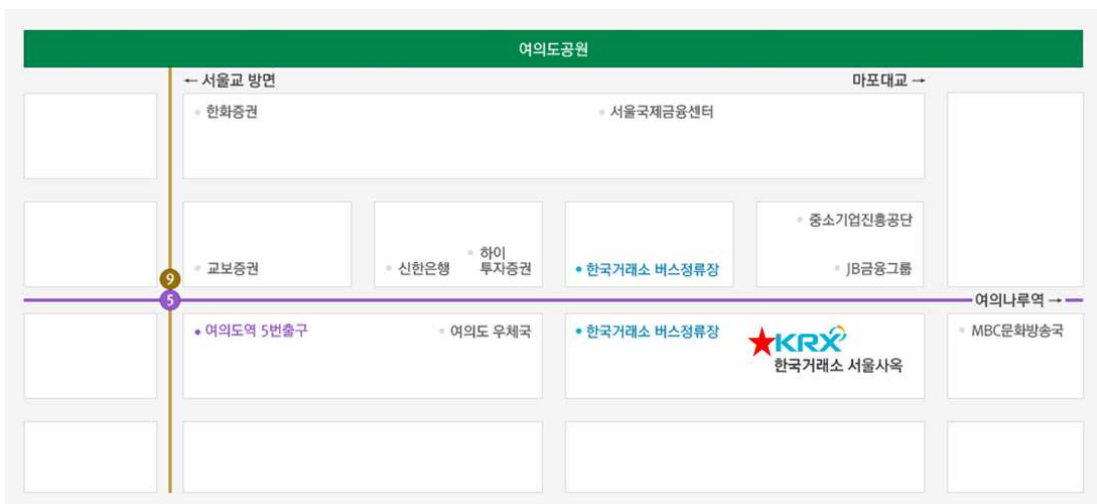 여의도공원
← 서울교 방면
마포대교 →
한화증권
서울국제금융센터
중소기업진흥공단
교보증권
신한은행
하이
투자증권
한국거래소 버스정류장
JB금융그룹
9
5
여의나루역 →
여의도역 5번출구
여의도 우체국
한국거래소 버스정류장
KRX
한국거래소 서울사옥
MBC문화방송국